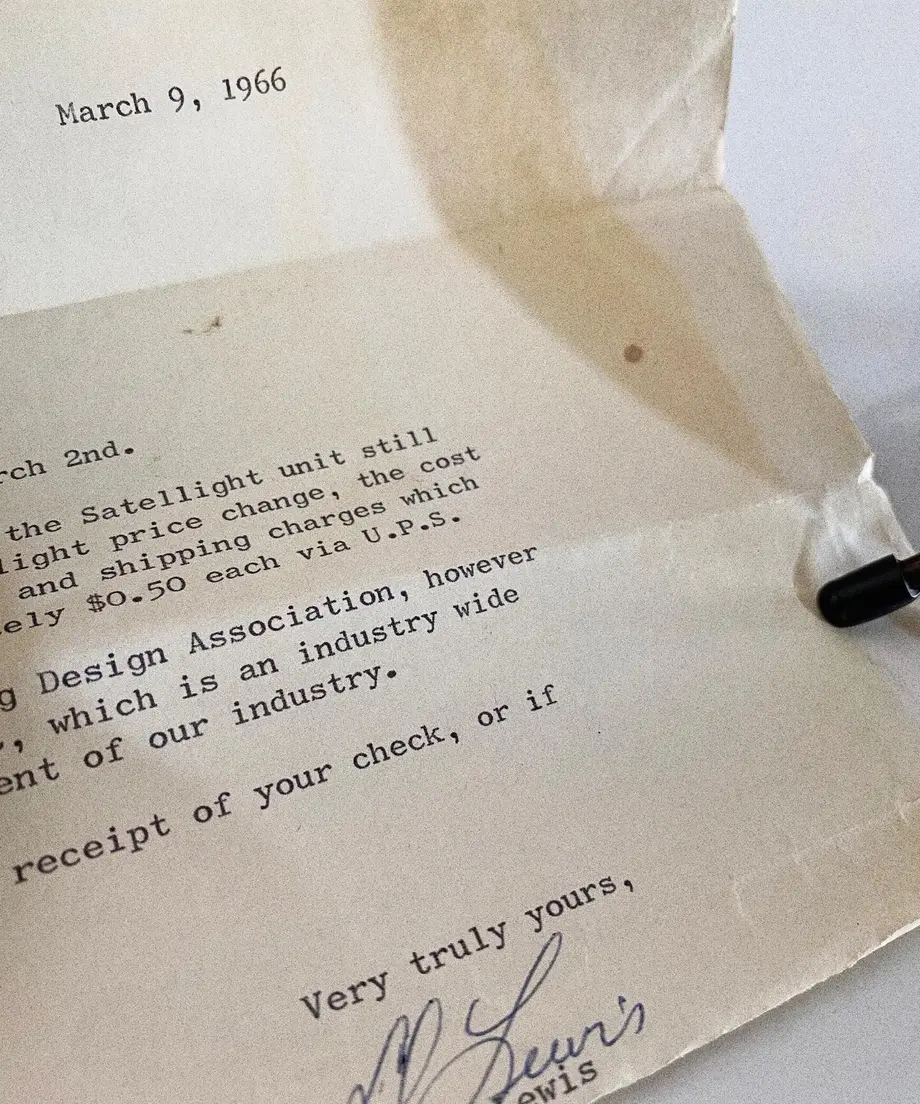 March 9, 1966
rch 2nd.
the Satellight unit still
light price change, the cost
and shipping charges which
ely $0.50 each via U.P.S.
g Design Association, however
, which is an industry wide
ent of our industry.
receipt of your check, or if
Very truly yours,
Lewis
ewis